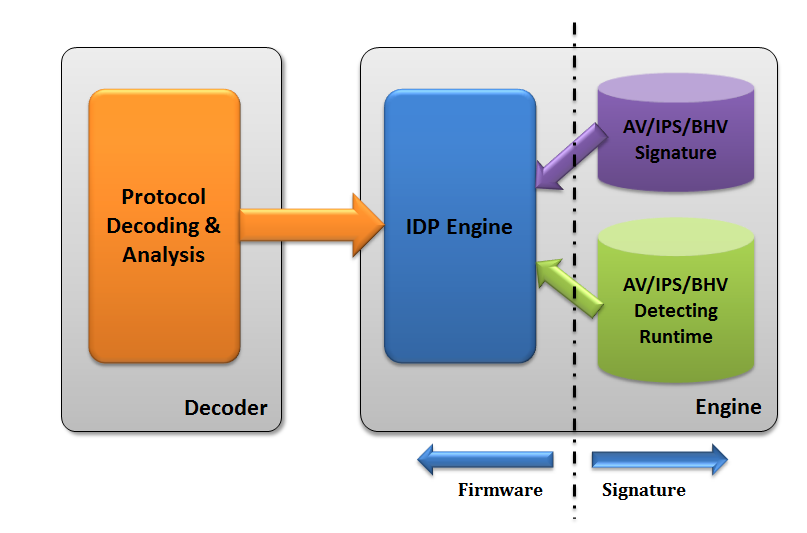 Protocol
Decoding &
Analysis
Decoder
IDP Engine
AV/IPS/BHV
Signature
AV/IPS/BHV
Detecting
Runtime
Engine
Firmware
Signature